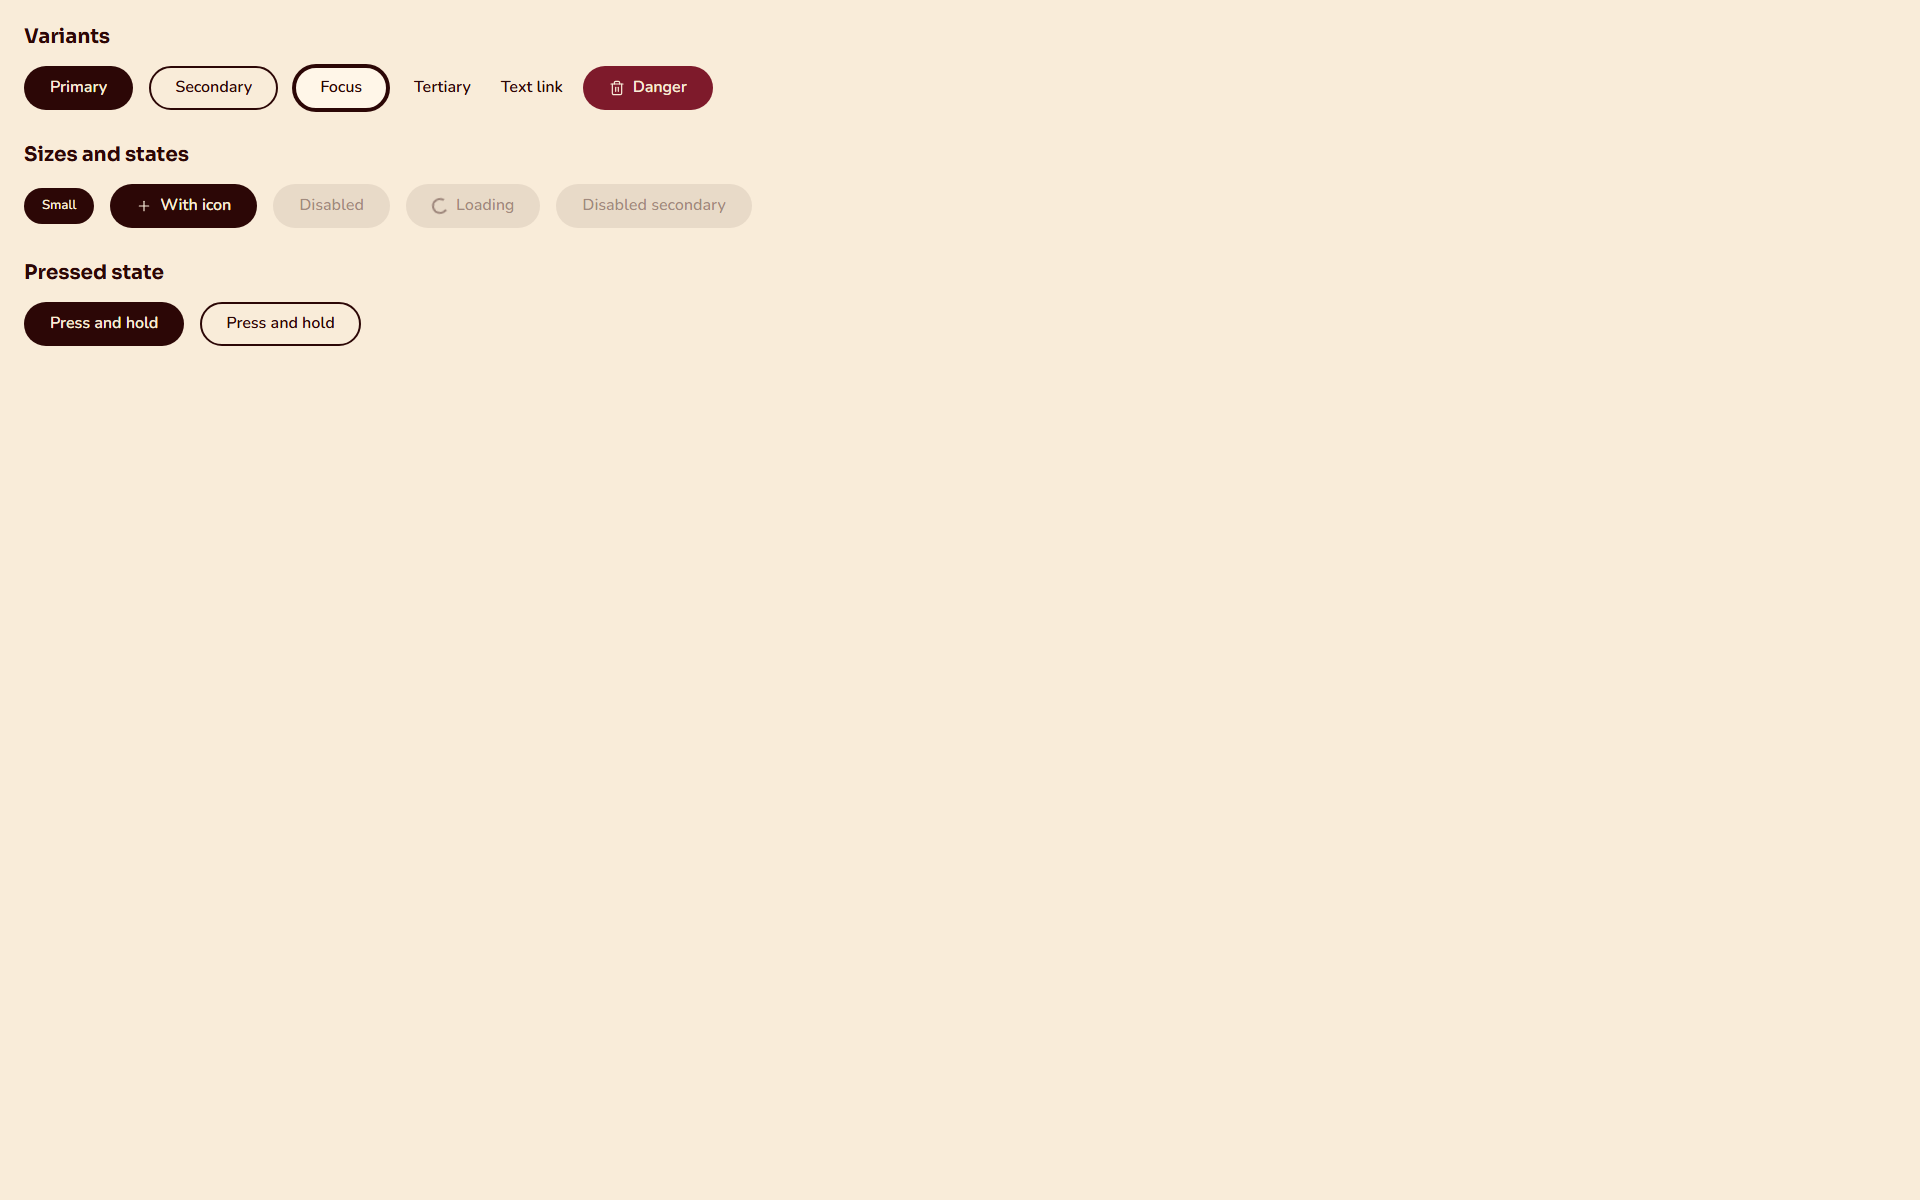 Variants
Primary Secondary Focus Tertiary Text link Danger
Sizes and states
Small With icon Disabled Loading Disabled secondary
Pressed state
Press and hold Press and hold